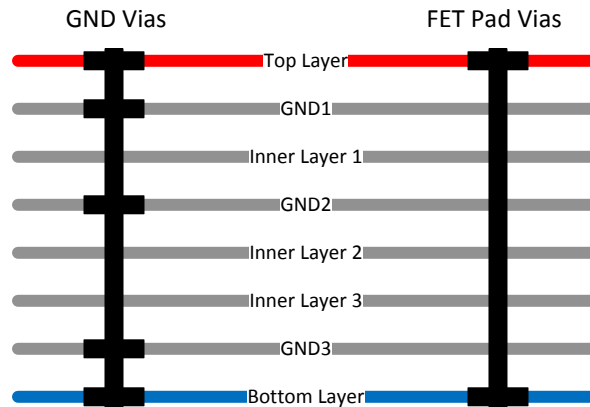 GND Vias
FET Pad Vias
Top Layer
GND1
Inner Layer 1
GND2
Inner Layer 2
Inner Layer 3
GND3
Bottom Layer